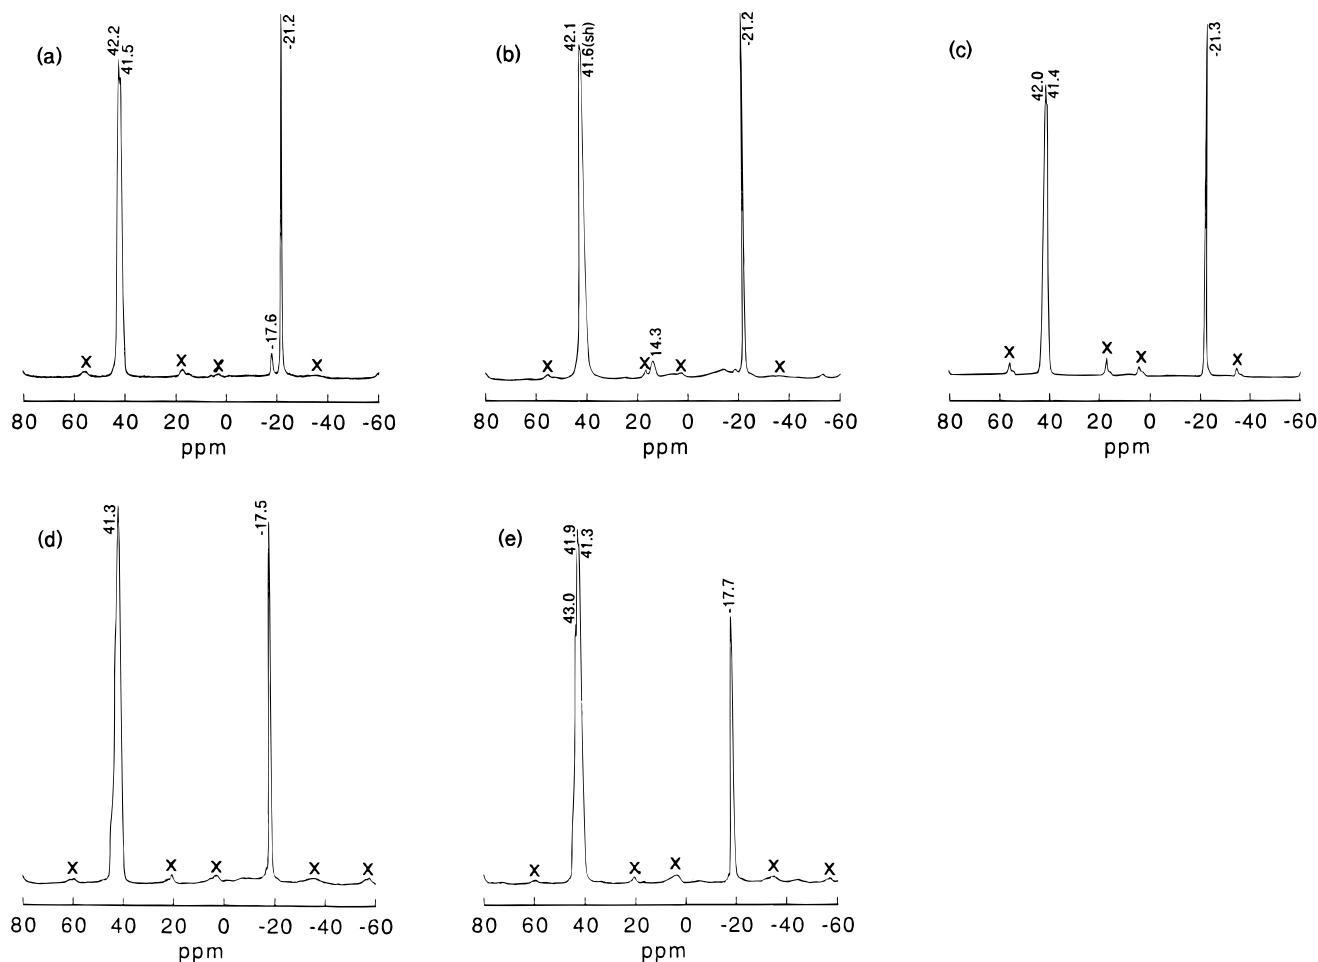 (a)
42.2
41.5
-21.2
-17.6
X X X X
80 60 40 20 0 -20 -40 -60
ppm
(b)
42.1
41.6(sh)
-21.2
14.3
X X X X
80 60 40 20 0 -20 -40 -60
ppm
(c)
42.0
41.4
-21.3
X X X X
80 60 40 20 0 -20 -40 -60
ppm
(d)
41.3
-17.5
X X X X X
80 60 40 20 0 -20 -40 -60
ppm
(e)
43.0
41.9
41.3
-17.7
X X X X X
80 60 40 20 0 -20 -40 -60
ppm